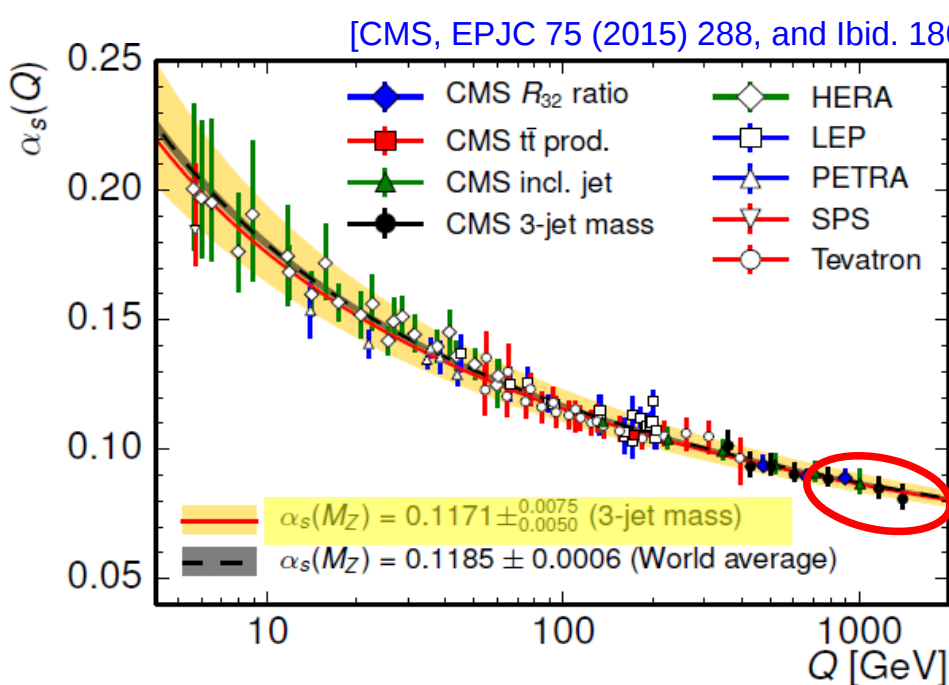 [CMS, EPJC 75 (2015) 288, and Ibid. 186
αs(Q)
0.25
0.20
0.15
0.10
0.05
CMS R32 ratio
CMS tt̄ prod.
CMS incl. jet
CMS 3-jet mass
HERA
LEP
PETRA
SPS
Tevatron
αs(MZ) = 0.1171 ±0.0075 0.0050 (3-jet mass)
αs(MZ) = 0.1185 ± 0.0006 (World average)
10
100
1000
Q [GeV]